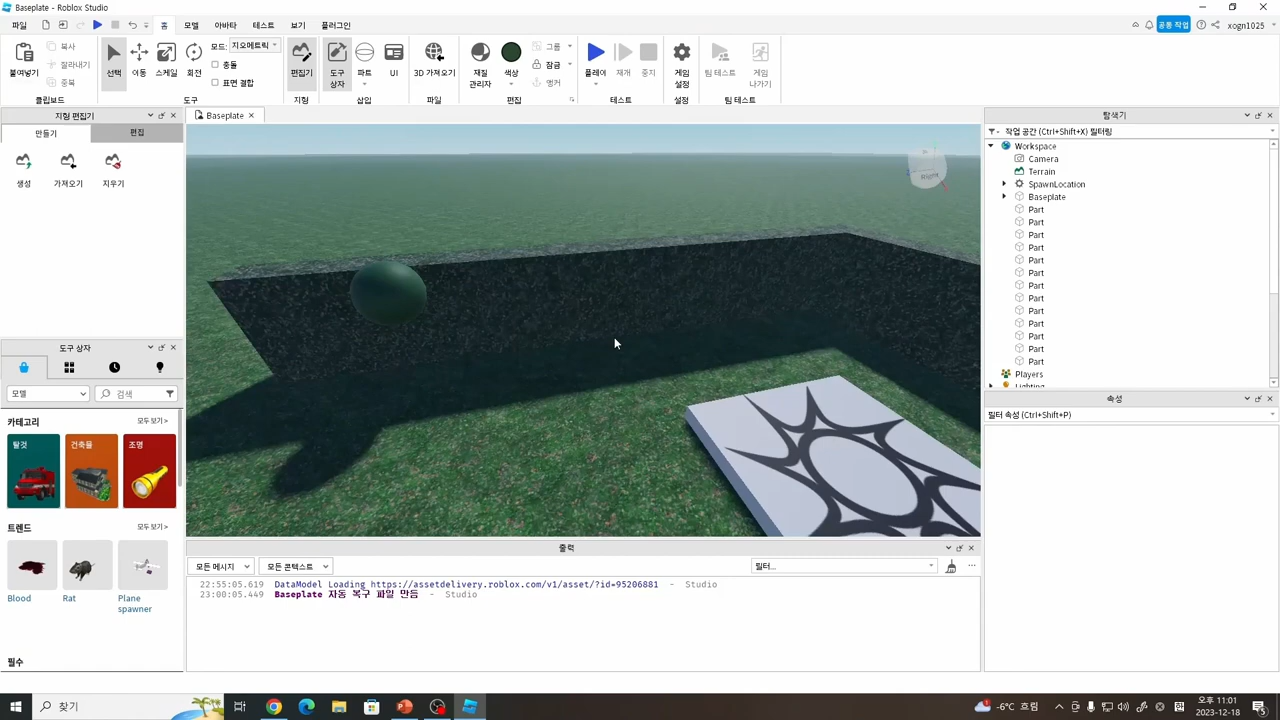 Baseplate - Roblox Studio
파일 홈 모델 아바타 테스트 보기 플러그인
공동 작업 xogn1025
붙여넣기 복사 잘라내기 중복 클립보드
선택 이동 스케일 회전 모드: 지오메트릭 충돌 표면 결합 도구
편집기 지형
도구 상자 파트 UI 삽입
3D 가져오기 파일
재질 관리자 색상 그룹 잠금 앵커 편집
플레이 재개 중지 테스트
게임 설정 설정
팀 테스트 게임 나가기 팀 테스트
지형 편집기
만들기 편집
생성 가져오기 지우기
Baseplate
Right
도구 상자
모델 검색
카테고리 모두 보기 >
탈것 건축물 조명
트렌드 모두 보기 >
Blood Rat Plane spawner
필수
출력
모든 메시지 모든 콘텍스트 필터...
22:55:05.619 DataModel Loading https://assetdelivery.roblox.com/v1/asset/?id=95206881 - Studio
23:00:05.449 Baseplate 자동 복구 파일 만듬 - Studio
탐색기
작업 공간 (Ctrl+Shift+X) 필터링
Workspace
Camera
Terrain
SpawnLocation
Baseplate
Part
Part
Part
Part
Part
Part
Part
Part
Part
Part
Part
Part
Part
Players
Lighting
속성
필터 속성 (Ctrl+Shift+P)
찾기
-6°C 흐림
오후 11:01
2023-12-18